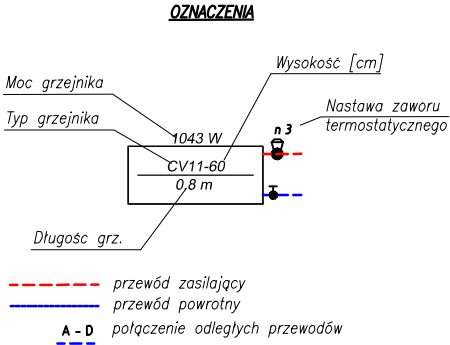 OZNACZENIA
Wysokość [cm]
Moc grzejnika
Nastawa zaworu
termostatycznego
Typ grzejnika
n 3
1043 W
CV11-60
0,8 m
Długośc grz.
przewód zasilający
przewód powrotny
A - D połączenie odległych przewodów